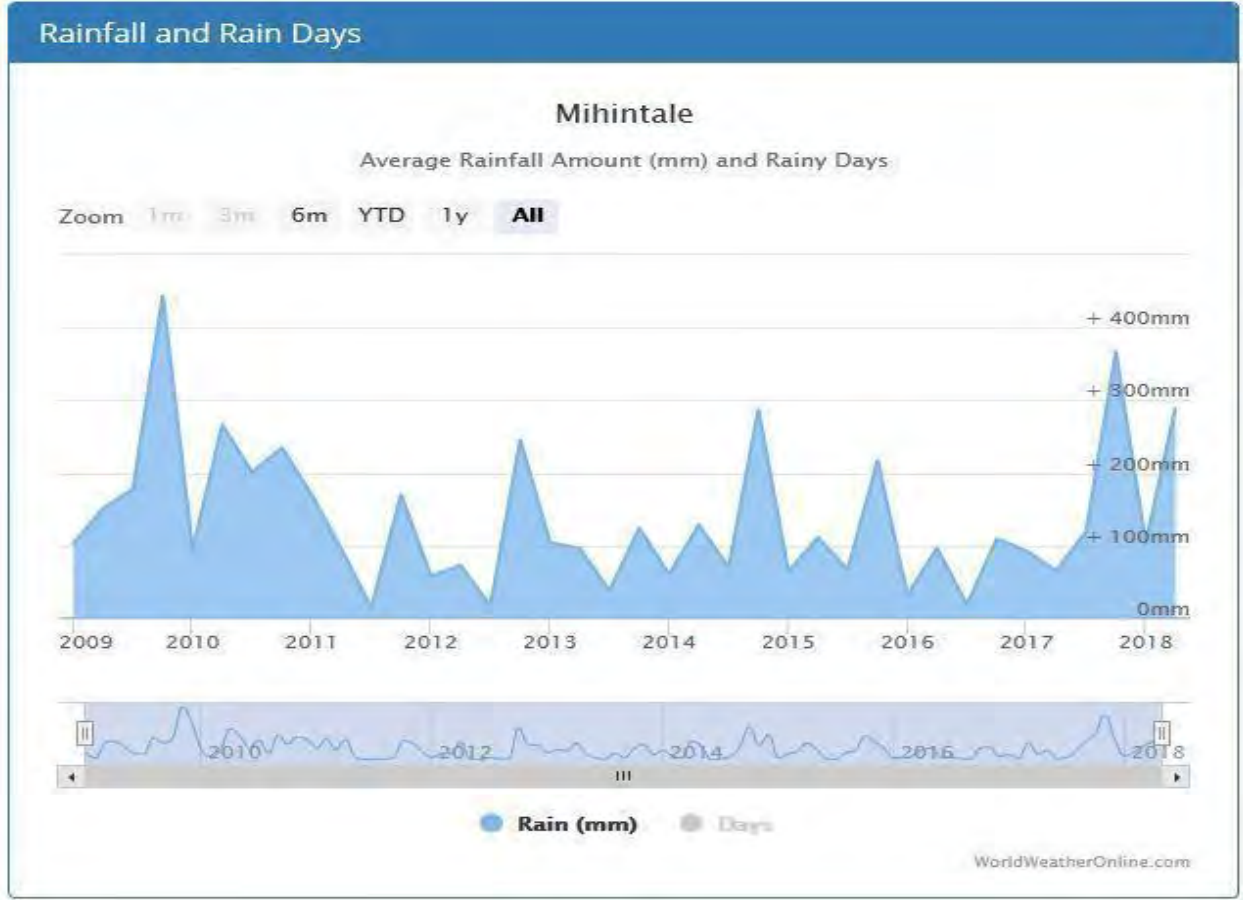 Rainfall and Rain Days
Mihintale
Average Rainfall Amount (mm) and Rainy Days
Zoom 1m 3m 6m YTD 1y All
+ 400mm
+ 300mm
+ 200mm
+ 100mm
0mm
2009 2010 2011 2012 2013 2014 2015 2016 2017 2018
2010 2012 2014 2016 2018
Rain (mm) Days
WorldWeatherOnline.com